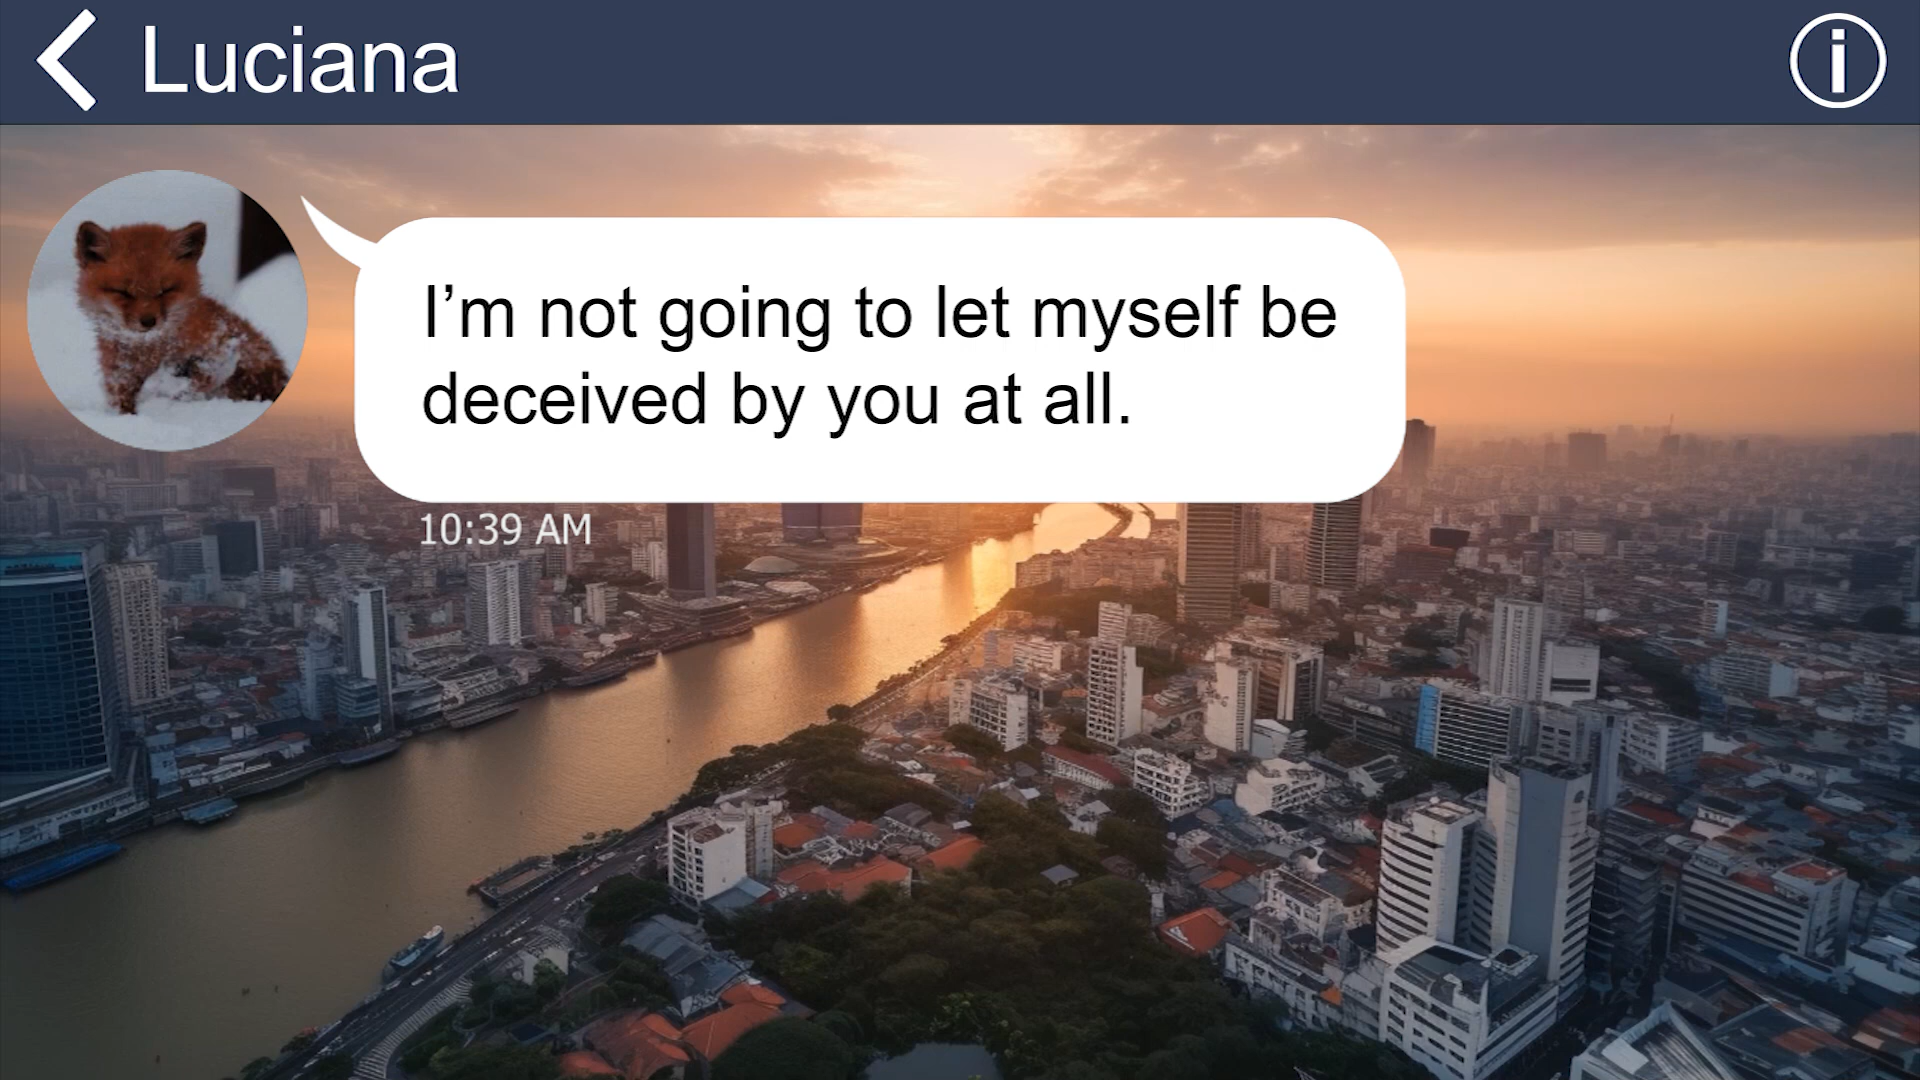 Luciana
I’m not going to let myself be
deceived by you at all.
10:39 AM